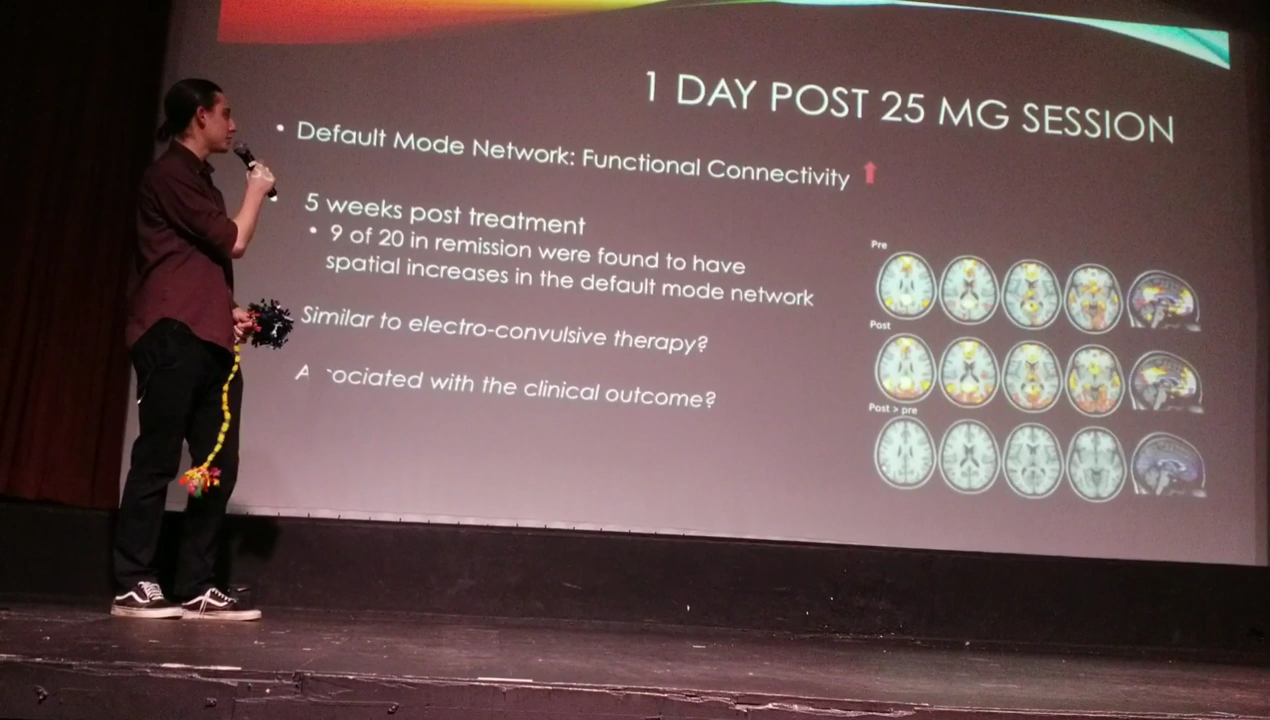 1 DAY POST 25 MG SESSION
• Default Mode Network: Functional Connectivity
5 weeks post treatment
• 9 of 20 in remission were found to have
spatial increases in the default mode network
Similar to electro-convulsive therapy?
with the clinical outcome?
Pre
Post
Post > pre